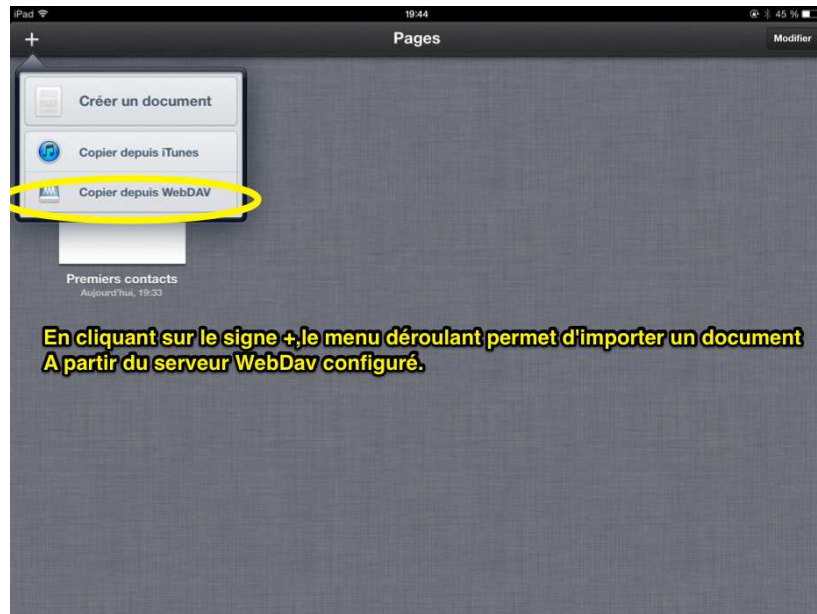 iPad 19:44 45 %
+ Pages Modifier
Créer un document
Copier depuis iTunes
Copier depuis WebDAV
Premiers contacts
Aujourd'hui, 19:33
En cliquant sur le signe +,le menu déroulant permet d'importer un document
A partir du serveur WebDav configuré.